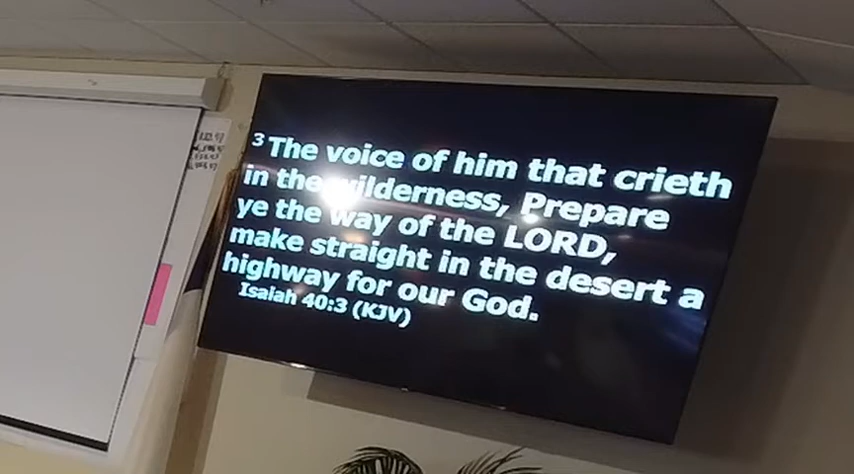 3 The voice of him that crieth
in the wilderness, Prepare
ye the way of the LORD,
make straight in the desert a
highway for our God.
Isaiah 40:3 (KJV)